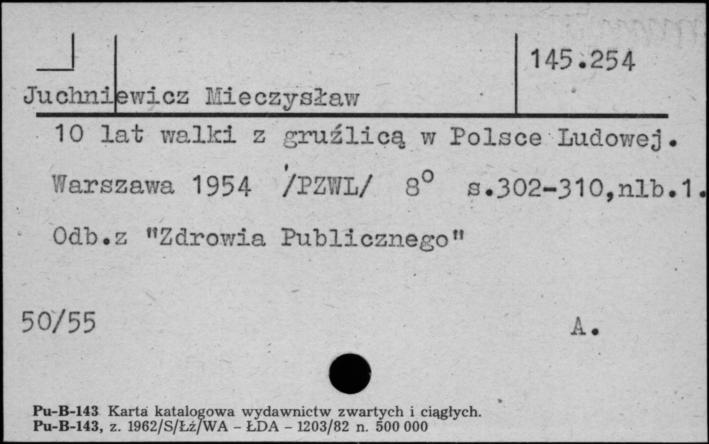 145.254
Juchniewicz Mieczysław
10 lat walki z gruźlicą w Polsce Ludowej.
Warszawa 1954 /PZWL/ 8° s.302-310,nlb.1.
Odb.z "Zdrowia Publicznego"
50/55 A.
Pu-B-143 Karta katalogowa wydawnictw zwartych i ciągłych.
Pu-B-143, z. 1962/S/Łż/WA - ŁDA - 1203/82 n. 500 000